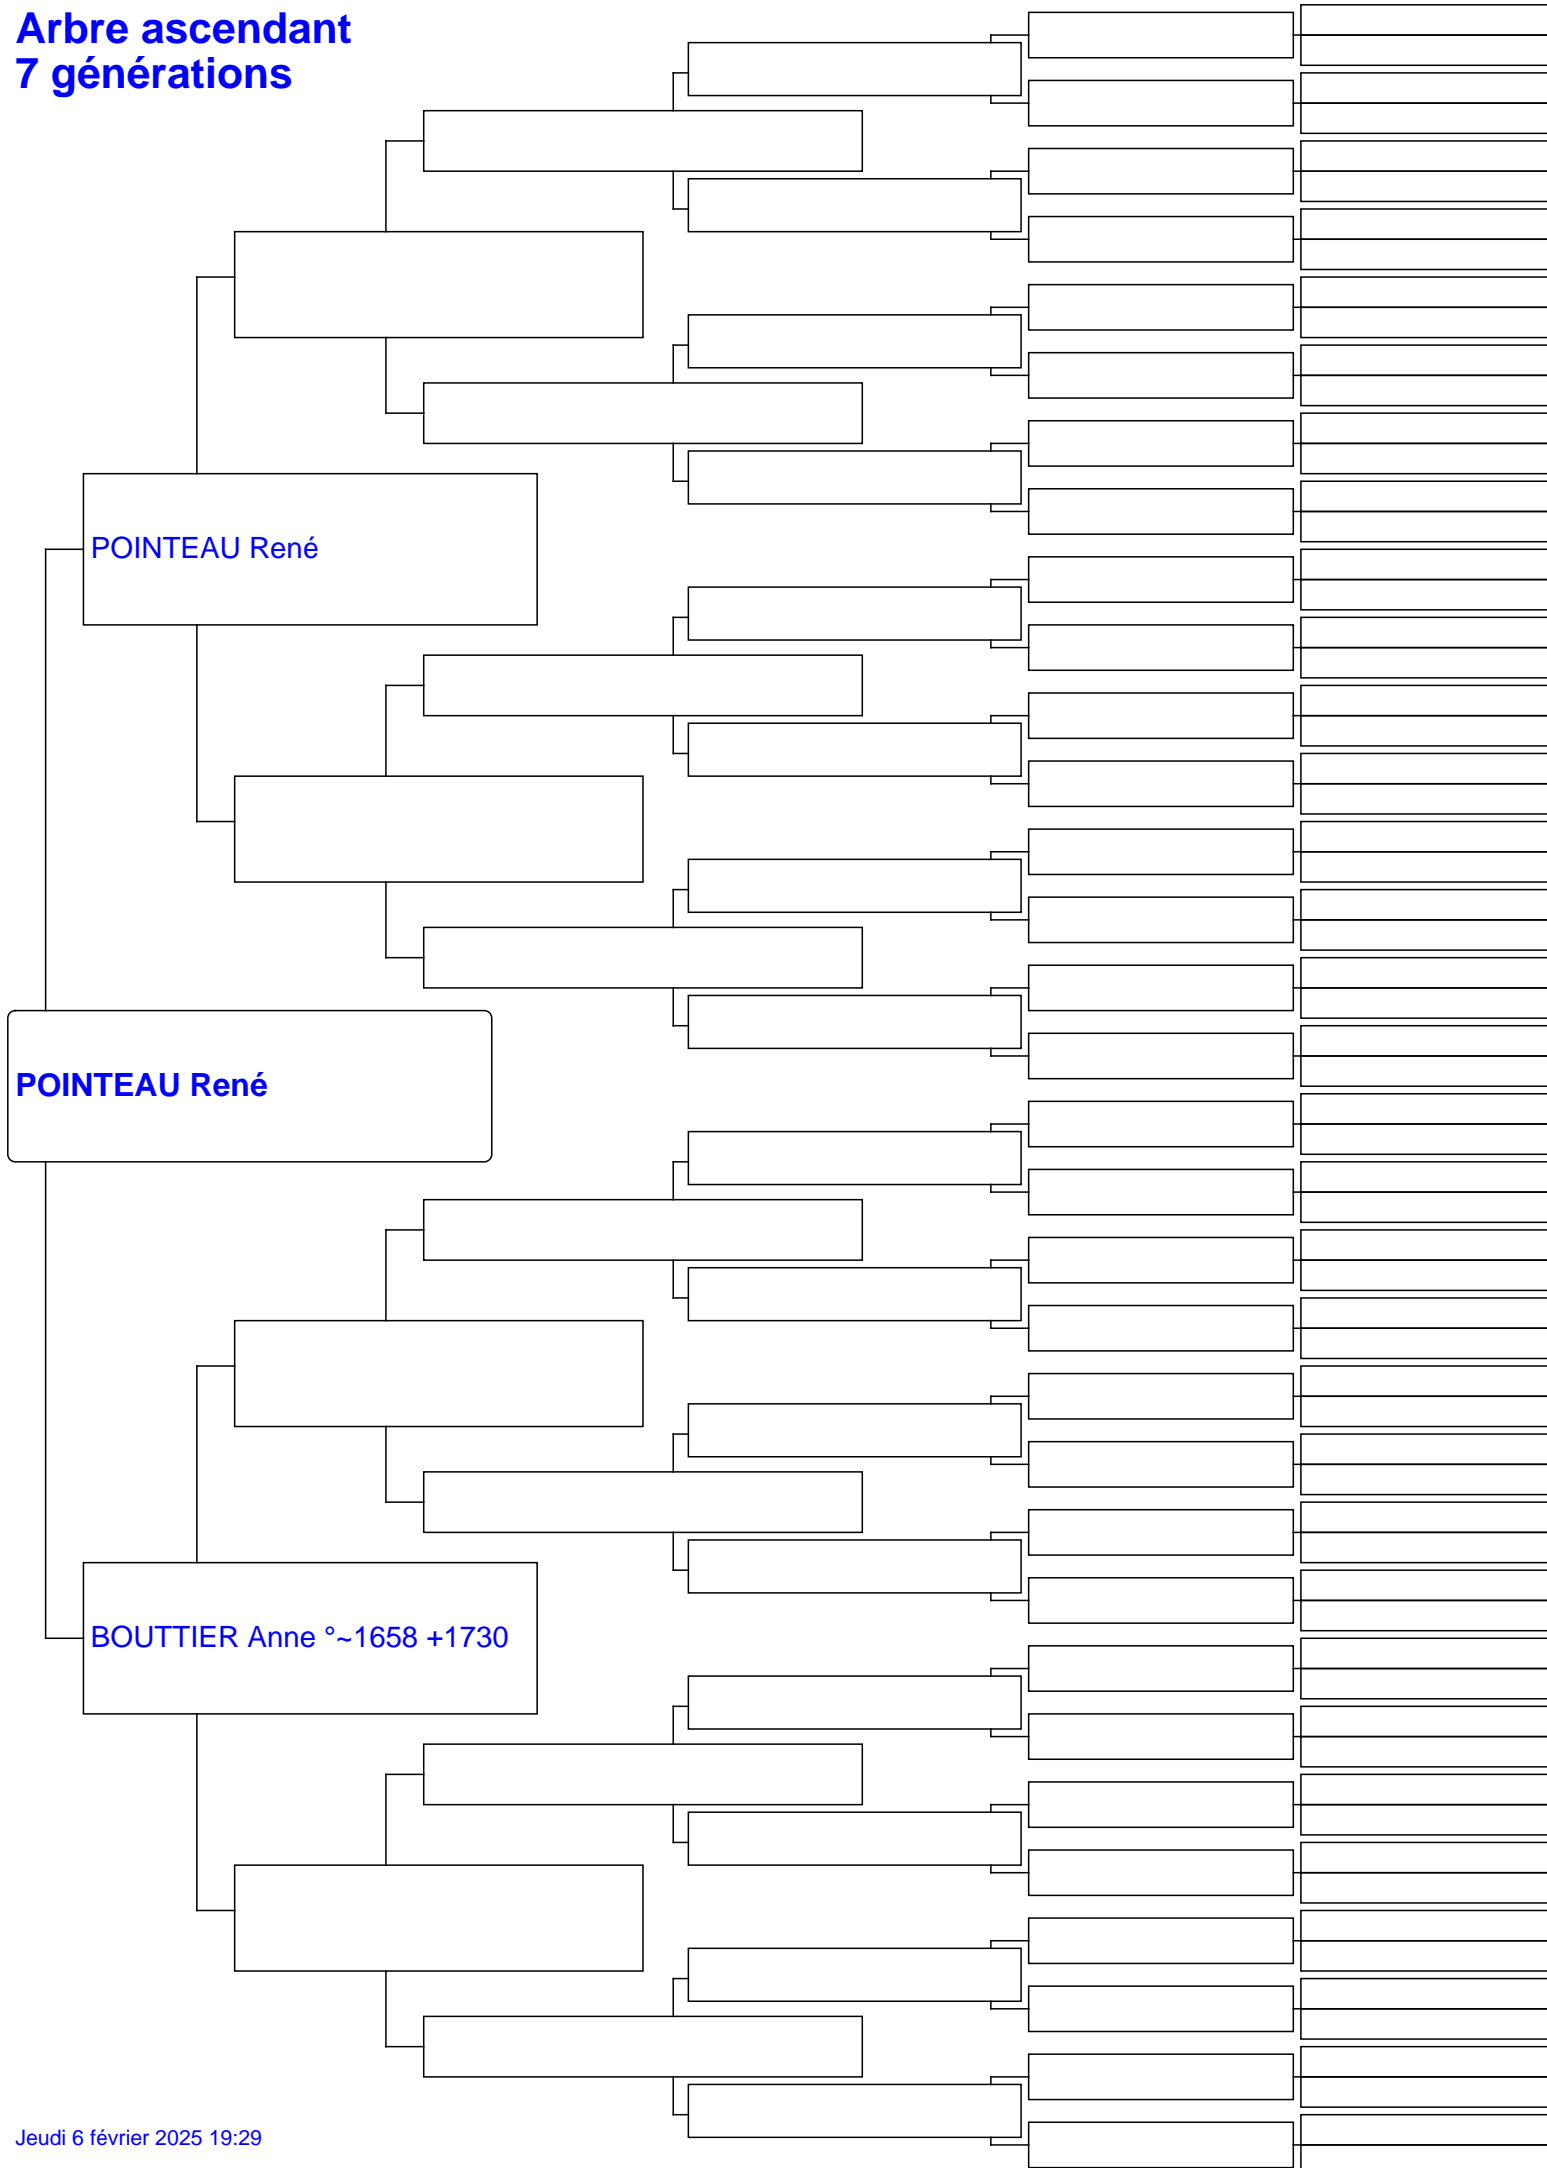 Arbre ascendant
7 générations
POINTEAU René
POINTEAU René
BOUTTIER Anne °~1658 +1730
Jeudi 6 février 2025 19:29